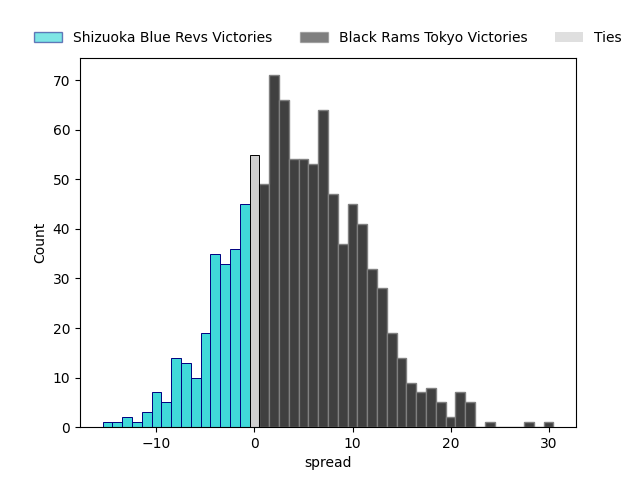 Shizuoka Blue Revs Victories Black Rams Tokyo Victories Ties
70
60
50
40
30
20
10
0
Count
−10 0 10 20 30
spread